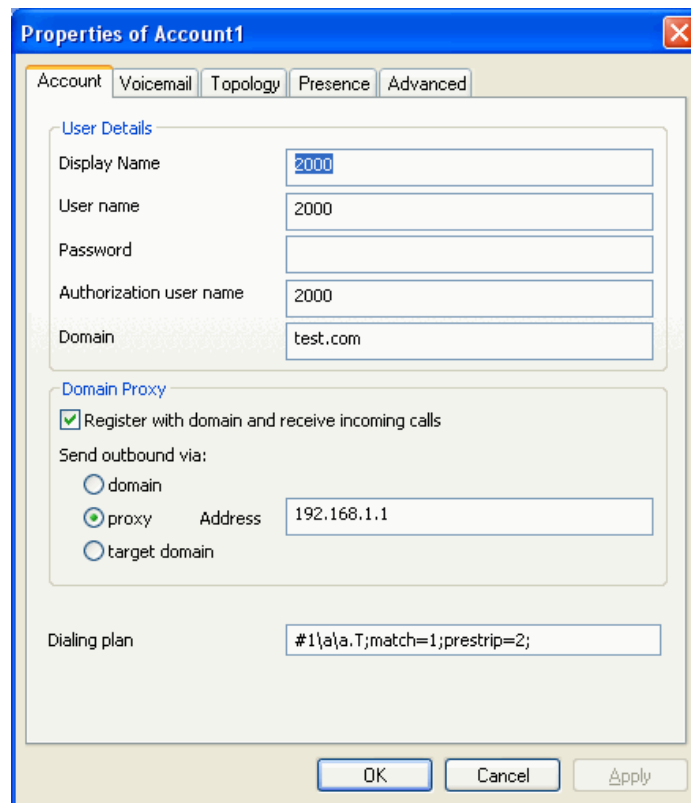 Properties of Account1
Account Voicemail Topology Presence Advanced
User Details
Display Name 2000
User name 2000
Password
Authorization user name 2000
Domain test.com
Domain Proxy
Register with domain and receive incoming calls
Send outbound via:
domain
proxy Address 192.168.1.1
target domain
Dialing plan #1\a\a.T;match=1;prestrip=2;
OK Cancel Apply